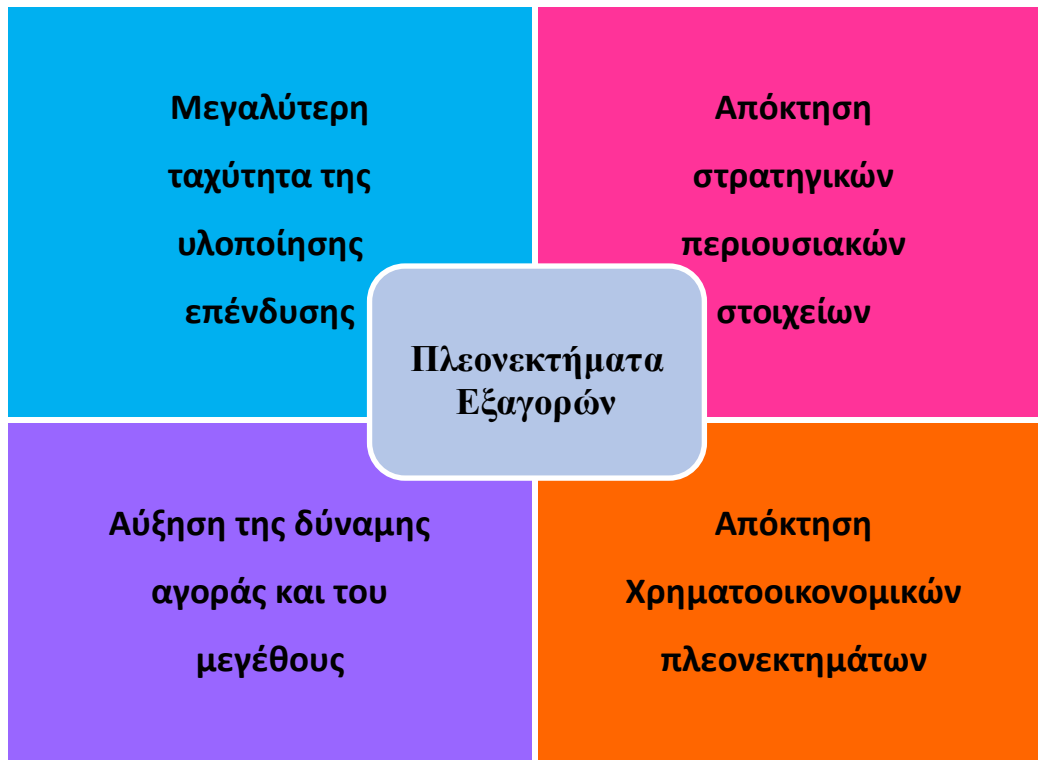 Μεγαλύτερη
ταχύτητα της
υλοποίησης
επένδυσης
Απόκτηση
στρατηγικών
περιουσιακών
στοιχείων
Πλεονεκτήματα
Εξαγορών
Αύξηση της δύναμης
αγοράς και του
μεγέθους
Απόκτηση
Χρηματοοικονομικών
πλεονεκτημάτων